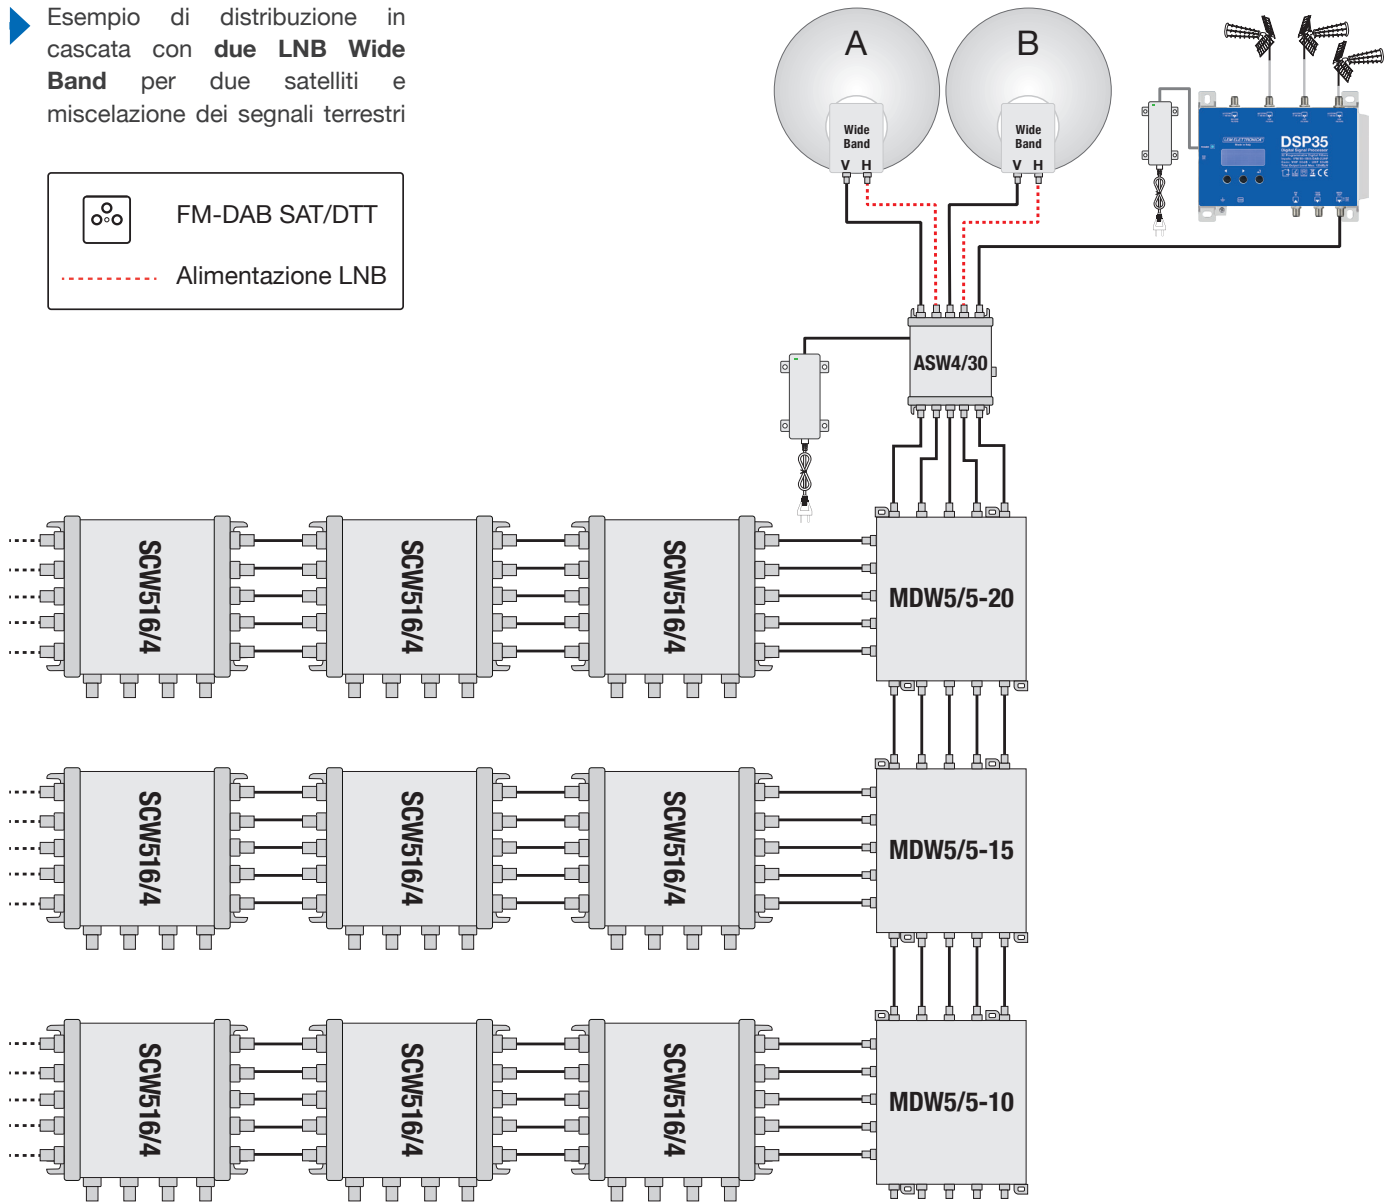 Esempio di distribuzione in
cascata con due LNB Wide
Band per due satelliti e
miscelazione dei segnali terrestri
FM-DAB SAT/DTT
Alimentazione LNB
A
B
Wide
Band
V H
Wide
Band
V H
DSP35
Digital Signal Processor
ASW4/30
SCW516/4
SCW516/4
SCW516/4
MDW5/5-20
SCW516/4
SCW516/4
SCW516/4
MDW5/5-15
SCW516/4
SCW516/4
SCW516/4
MDW5/5-10